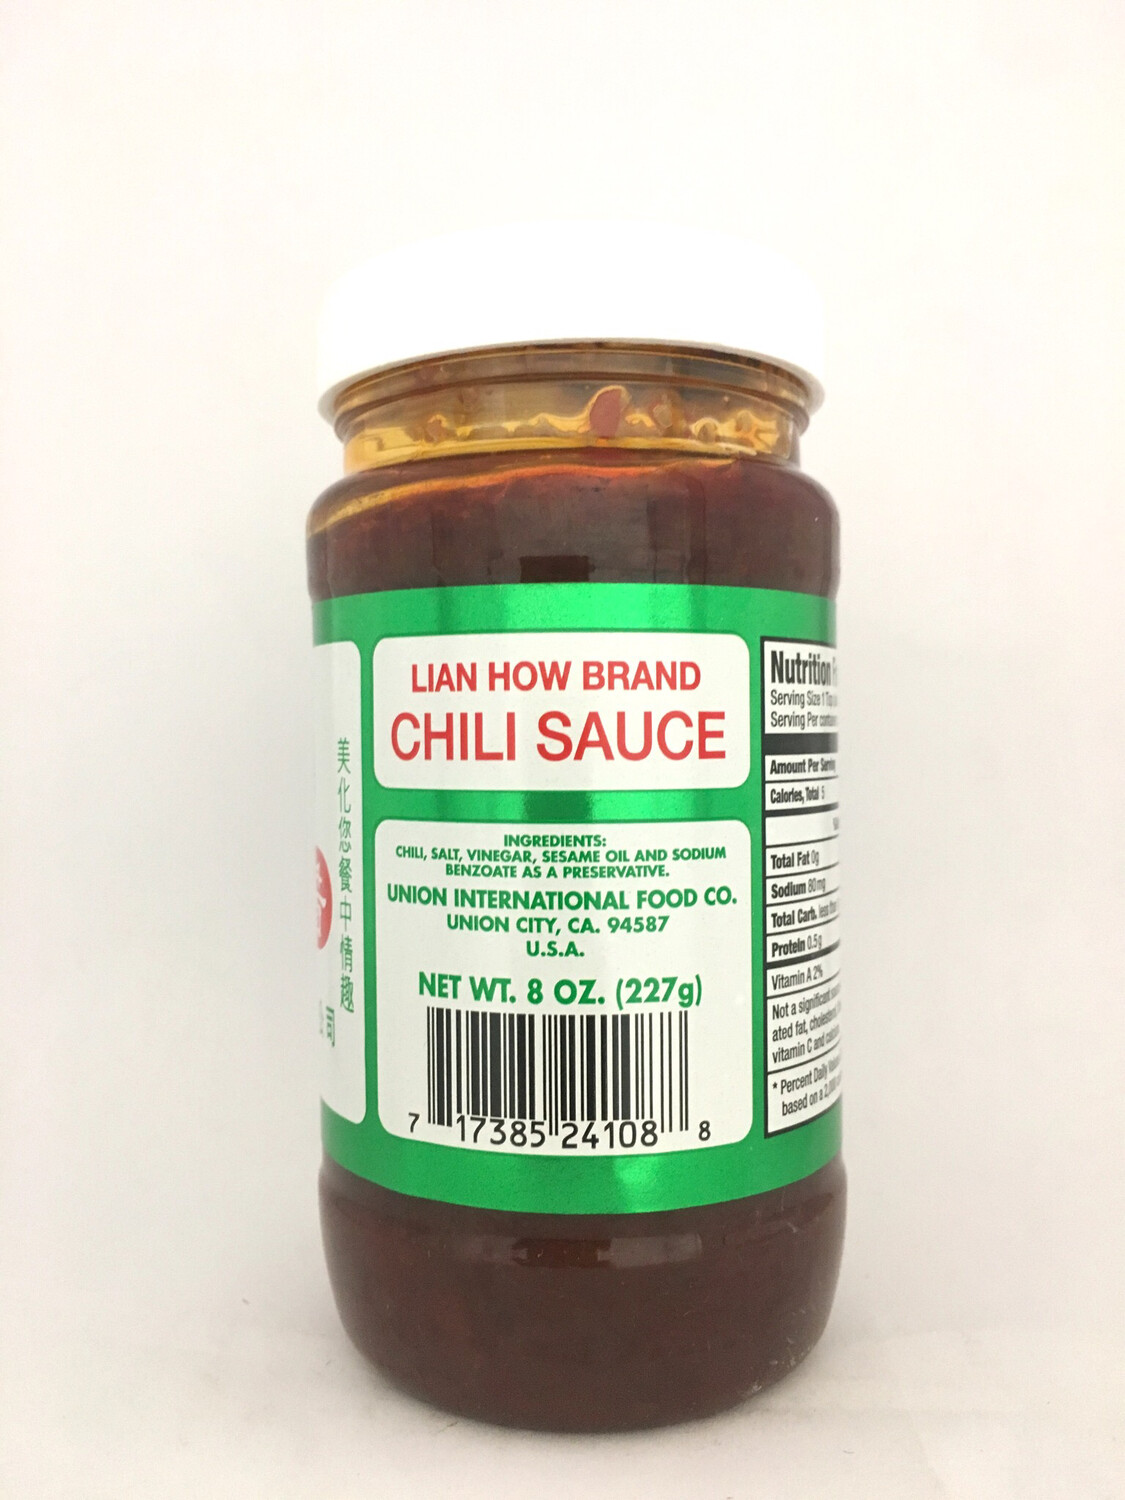 美化您餐中情趣
司
LIAN HOW BRAND
CHILI SAUCE
INGREDIENTS:
CHILI, SALT, VINEGAR, SESAME OIL AND SODIUM
BENZOATE AS A PRESERVATIVE.
UNION INTERNATIONAL FOOD CO.
UNION CITY, CA. 94587
U.S.A.
NET WT. 8 OZ. (227g)
7 17385 24108 8
Nutrition
Serving Size 1
Serving Per
Amount Per Serving
Calories, Total 5
Total Fat 0g
Sodium 80mg
Total Carb. less
Protein 0.5g
Vitamin A 2%
Not a significant
ated fat,
vitamin C and
* Percent Daily
based on a